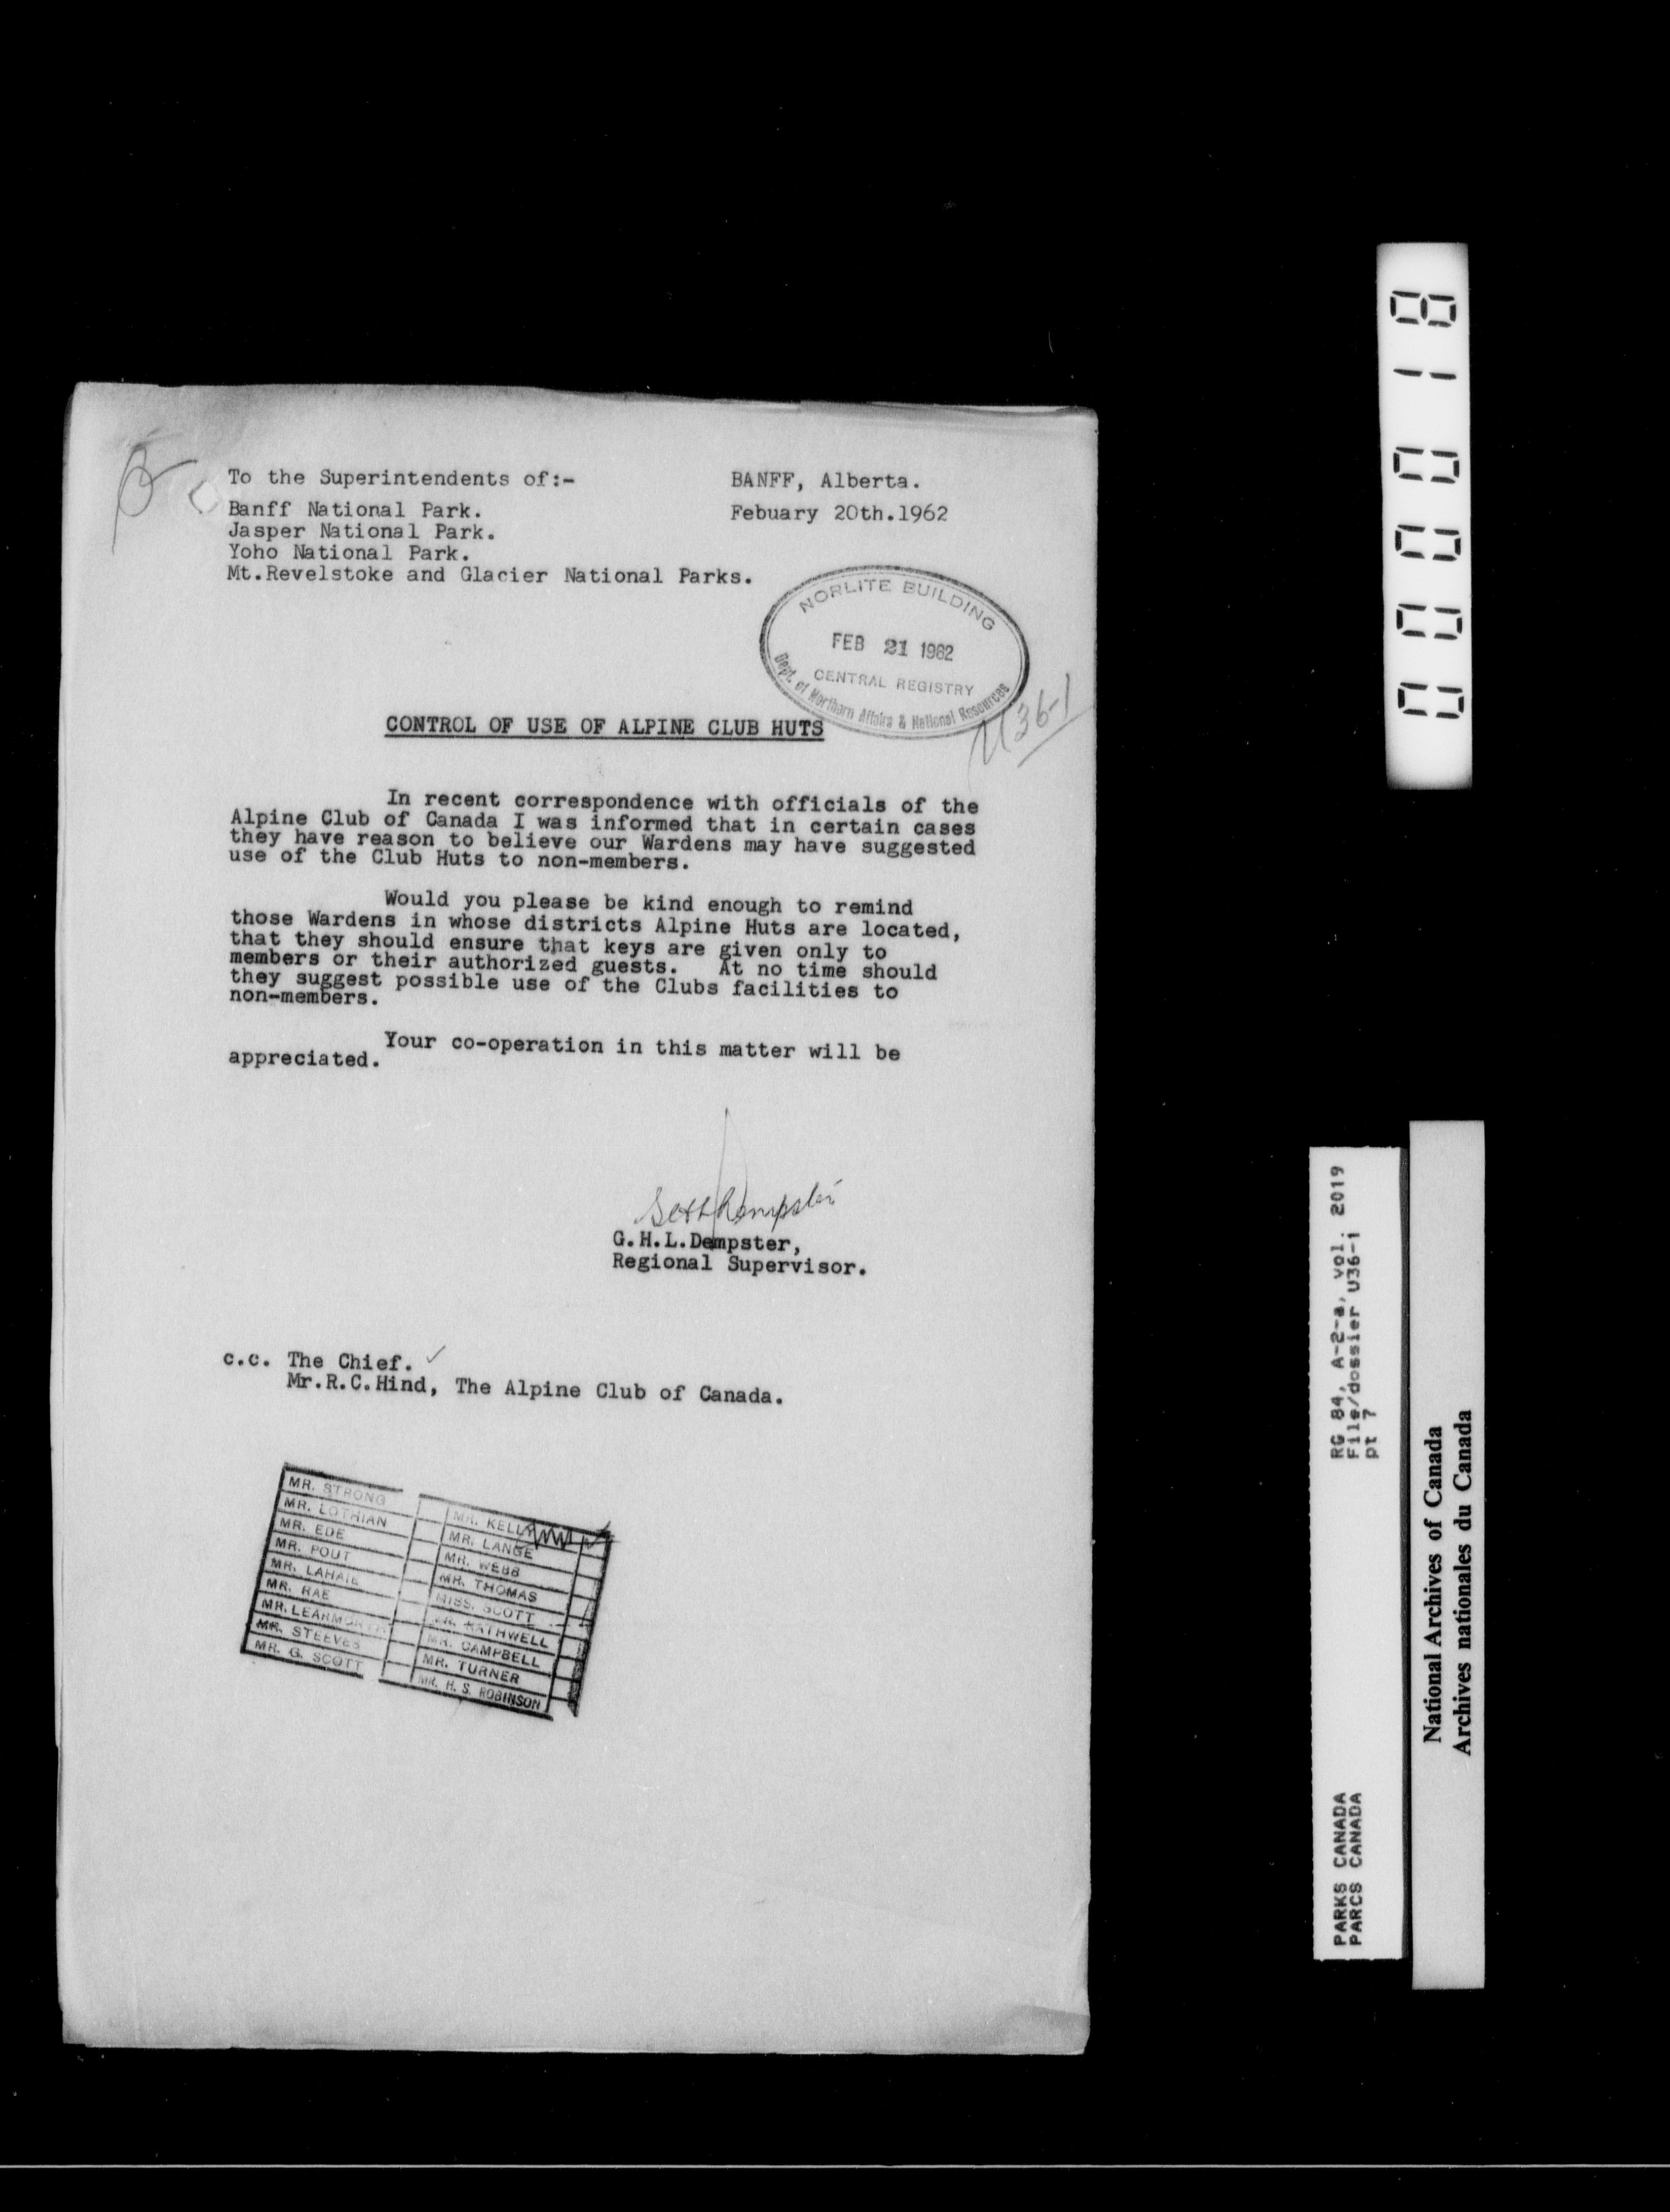 To the Superintendents of:-
BANFF, Alberta.
Banff National Park.
Febuary 20th.1962
Jasper National Park.
Yoho National Park.
Mt.Revelstoke and Glacier National Parks.
NORLITE BUILDING
FEB 21 1962
CENTRAL REGISTRY
Dept. of Northern Affairs & National Resources
U36-1
CONTROL OF USE OF ALPINE CLUB HUTS
In recent correspondence with officials of the
Alpine Club of Canada I was informed that in certain cases
they have reason to believe our Wardens may have suggested
use of the Club Huts to non-members.
Would you please be kind enough to remind
those Wardens in whose districts Alpine Huts are located,
that they should ensure that keys are given only to
members or their authorized guests. At no time should
they suggest possible use of the Clubs facilities to
non-members.
Your co-operation in this matter will be
appreciated.
G.H.L.Dempster,
Regional Supervisor.
c.c. The Chief. ✓
Mr.R.C.Hind, The Alpine Club of Canada.
MR. STRONG
MR. LOTHIAN
MR. EDE
MR. POUT
MR. LAHAIE
MR. RAE
MR. LEARMONTH
MR. STEEVES
MR. G. SCOTT
MR. KELLY
MR. LANGE
MR. WEBB
MR. THOMAS
MISS. SCOTT
MR. RATHWELL
MR. CAMPBELL
MR. TURNER
MR. H. S. ROBINSON
000018
PARKS CANADA
PARCS CANADA
RG 84, A-2-a, vol. 2019
File/dossier U36-1
pt 7
National Archives of Canada
Archives nationales du Canada